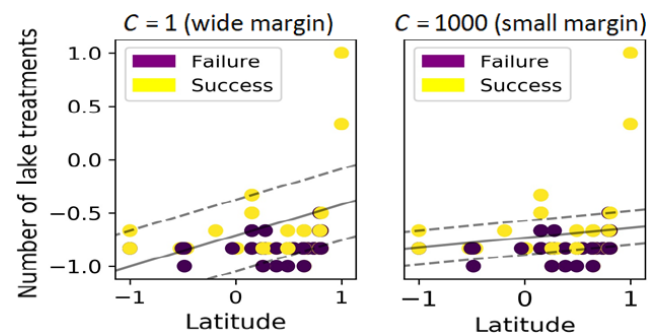 C = 1 (wide margin)
C = 1000 (small margin)
Number of lake treatments
1.0
0.5
0.0
−0.5
−1.0
Failure
Success
Failure
Success
−1
0
1
−1
0
1
Latitude
Latitude